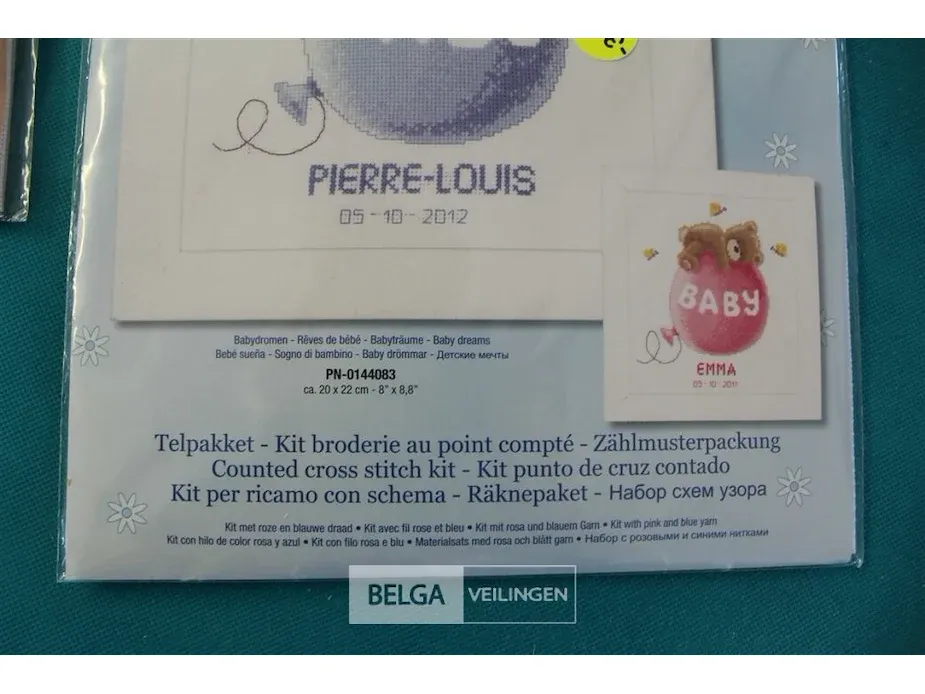 PIERRE-LOUIS
05 - 10 - 2012
BABY
EMMA
05 - 10 - 2011
Babydromen - Rêves de bébé - Babyträume - Baby dreams
Bebé sueña - Sogno di bambino - Baby drömmar - Детские мечты
PN-0144083
ca. 20 x 22 cm - 8" x 8,8"
Telpakket - Kit broderie au point compté - Zählmusterpackung
Counted cross stitch kit - Kit punto de cruz contado
Kit per ricamo con schema - Räknepaket - Набор схем узора
Kit met roze en blauwe draad • Kit avec fil rose et bleu • Kit mit rosa und blauem Garn • Kit with pink and blue yarn
Kit con hilo de color rosa y azul • Kit con filo rosa e blu • Materialsats med rosa och blått garn • Набор с розовыми и синими нитками
BELGA VEILINGEN